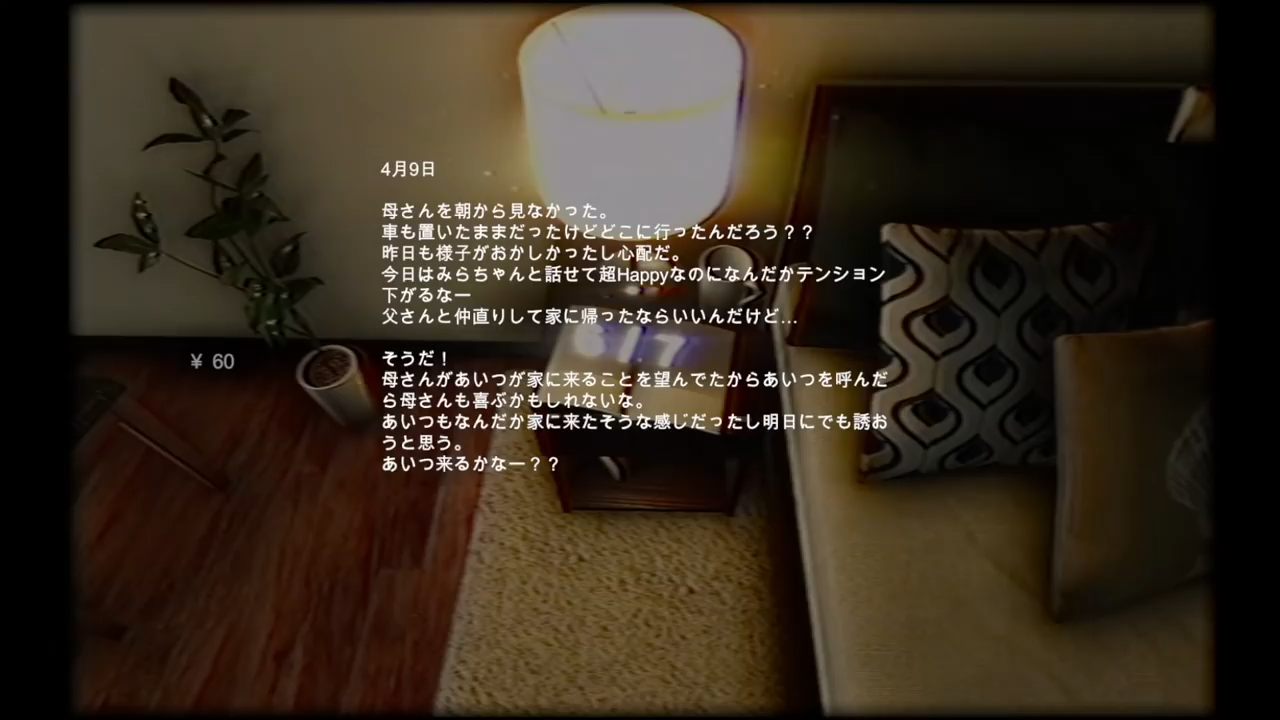 4月9日
母さんを朝から見なかった。
車も置いたままだったけどどこに行ったんだろう？？
昨日も様子がおかしかったし心配だ。
今日はみらちゃんと話せて超Happyなのになんだかテンション
下がるなー
父さんと仲直りして家に帰ったならいいんだけど...
¥ 60
そうだ！
母さんがあいつが家に来ることを望んでたからあいつを呼んだ
ら母さんも喜ぶかもしれないな。
あいつもなんだか家に来たそうな感じだったし明日にでも誘お
うと思う。
あいつ来るかなー？？